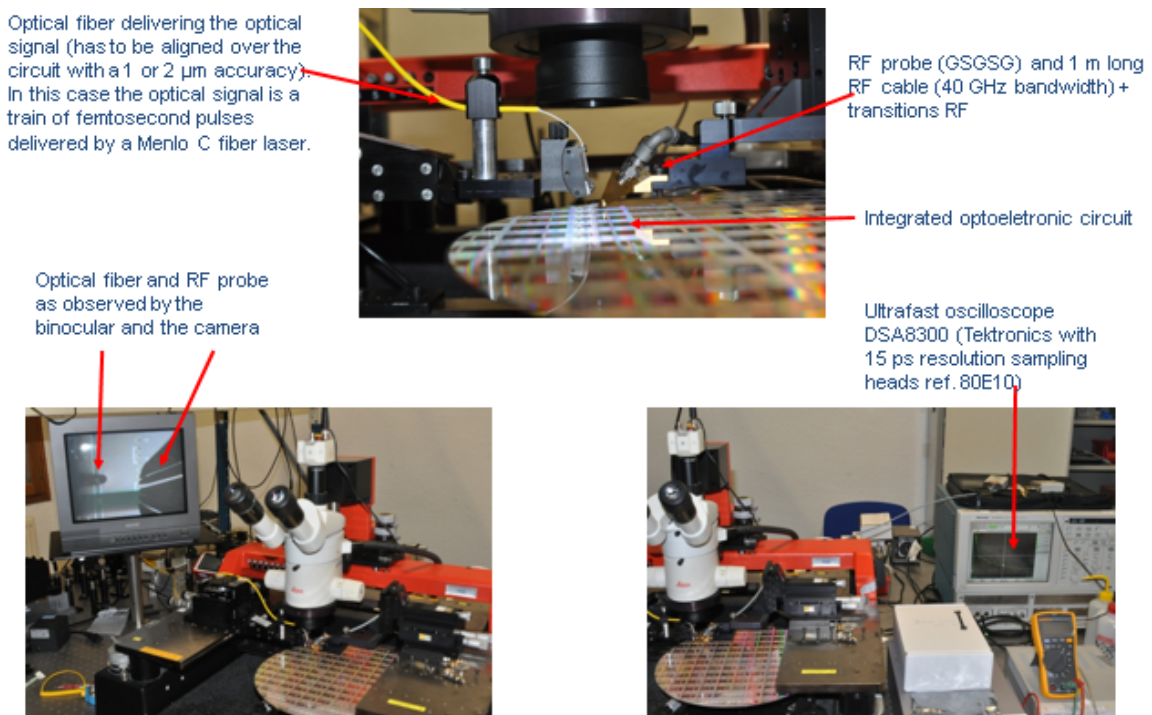 Optical fiber delivering the optical
signal (has to be aligned over the
circuit with a 1 or 2 µm accuracy).
In this case the optical signal is a
train of femtosecond pulses
delivered by a Menlo C fiber laser.
RF probe (GSGSG) and 1 m long
RF cable (40 GHz bandwidth) +
transitions RF
Integrated optoeletronic circuit
Optical fiber and RF probe
as observed by the
binocular and the camera
Ultrafast oscilloscope
DSA8300 (Tektronics with
15 ps resolution sampling
heads ref. 80E10)
Leica